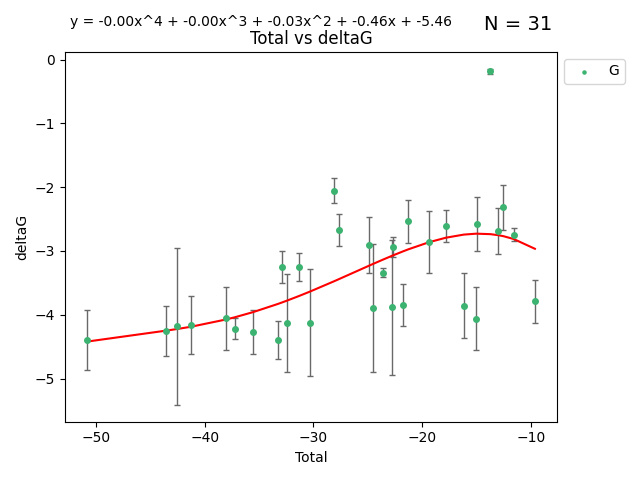 y = -0.00x^4 + -0.00x^3 + -0.03x^2 + -0.46x + -5.46
N = 31
Total vs deltaG
G
0
−1
−2
−3
−4
−5
deltaG
−50
−40
−30
−20
−10
Total